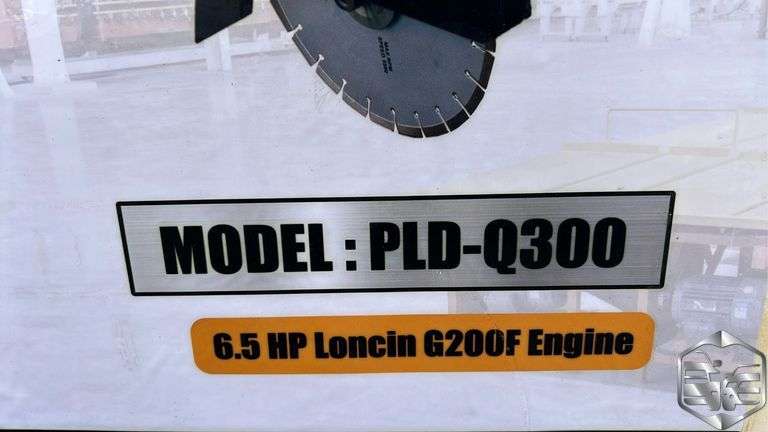 MODEL : PLD-Q300
6.5 HP Loncin G200F Engine